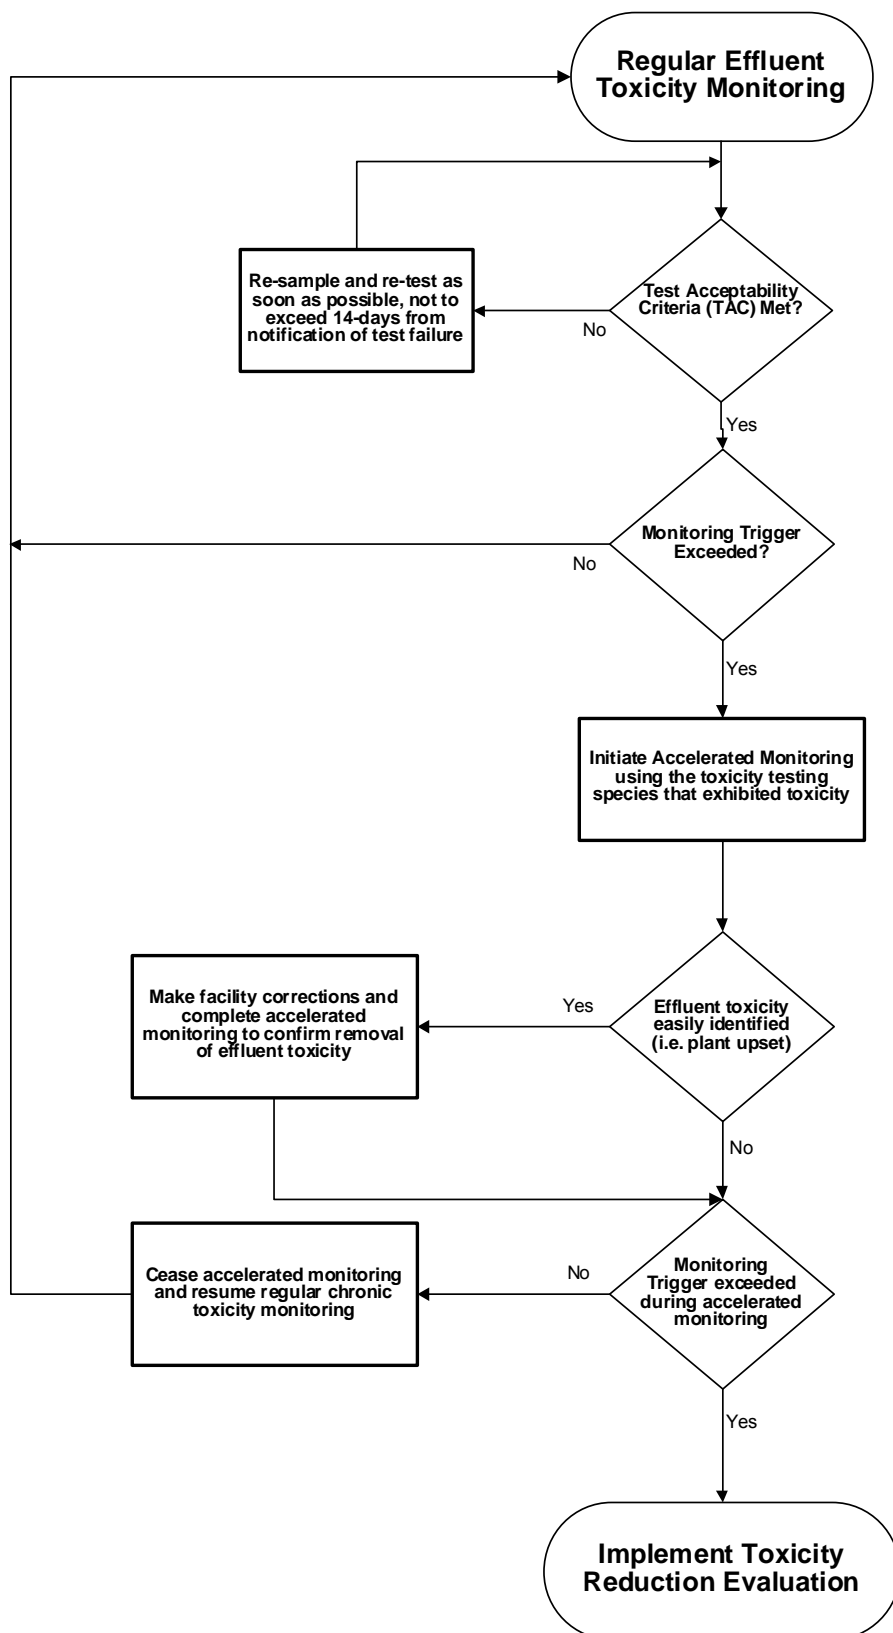 Regular Effluent
Toxicity Monitoring
Re-sample and re-test as
soon as possible, not to
exceed 14-days from
notification of test failure
Test Acceptability
Criteria (TAC) Met?
No
Yes
Monitoring Trigger
Exceeded?
No
Yes
Initiate Accelerated Monitoring
using the toxicity testing
species that exhibited toxicity
Make facility corrections and
complete accelerated
monitoring to confirm removal
of effluent toxicity
Yes
Effluent toxicity
easily identified
(i.e. plant upset)
No
Cease accelerated monitoring
and resume regular chronic
toxicity monitoring
No
Monitoring
Trigger exceeded
during accelerated
monitoring
Yes
Implement Toxicity
Reduction Evaluation